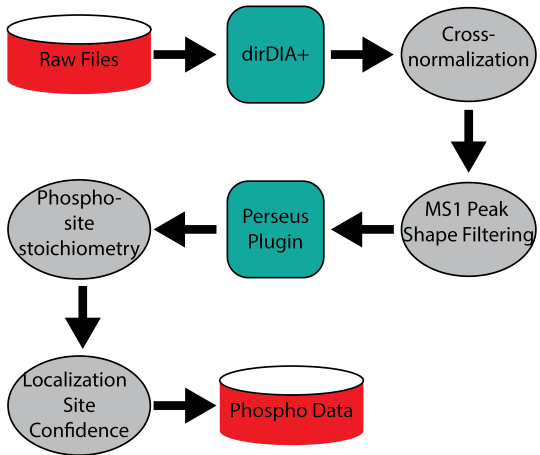 Raw Files
dirDIA+
Cross-
normalization
MS1 Peak
Shape Filtering
Perseus
Plugin
Phospho-
site
stoichiometry
Localization
Site
Confidence
Phospho Data